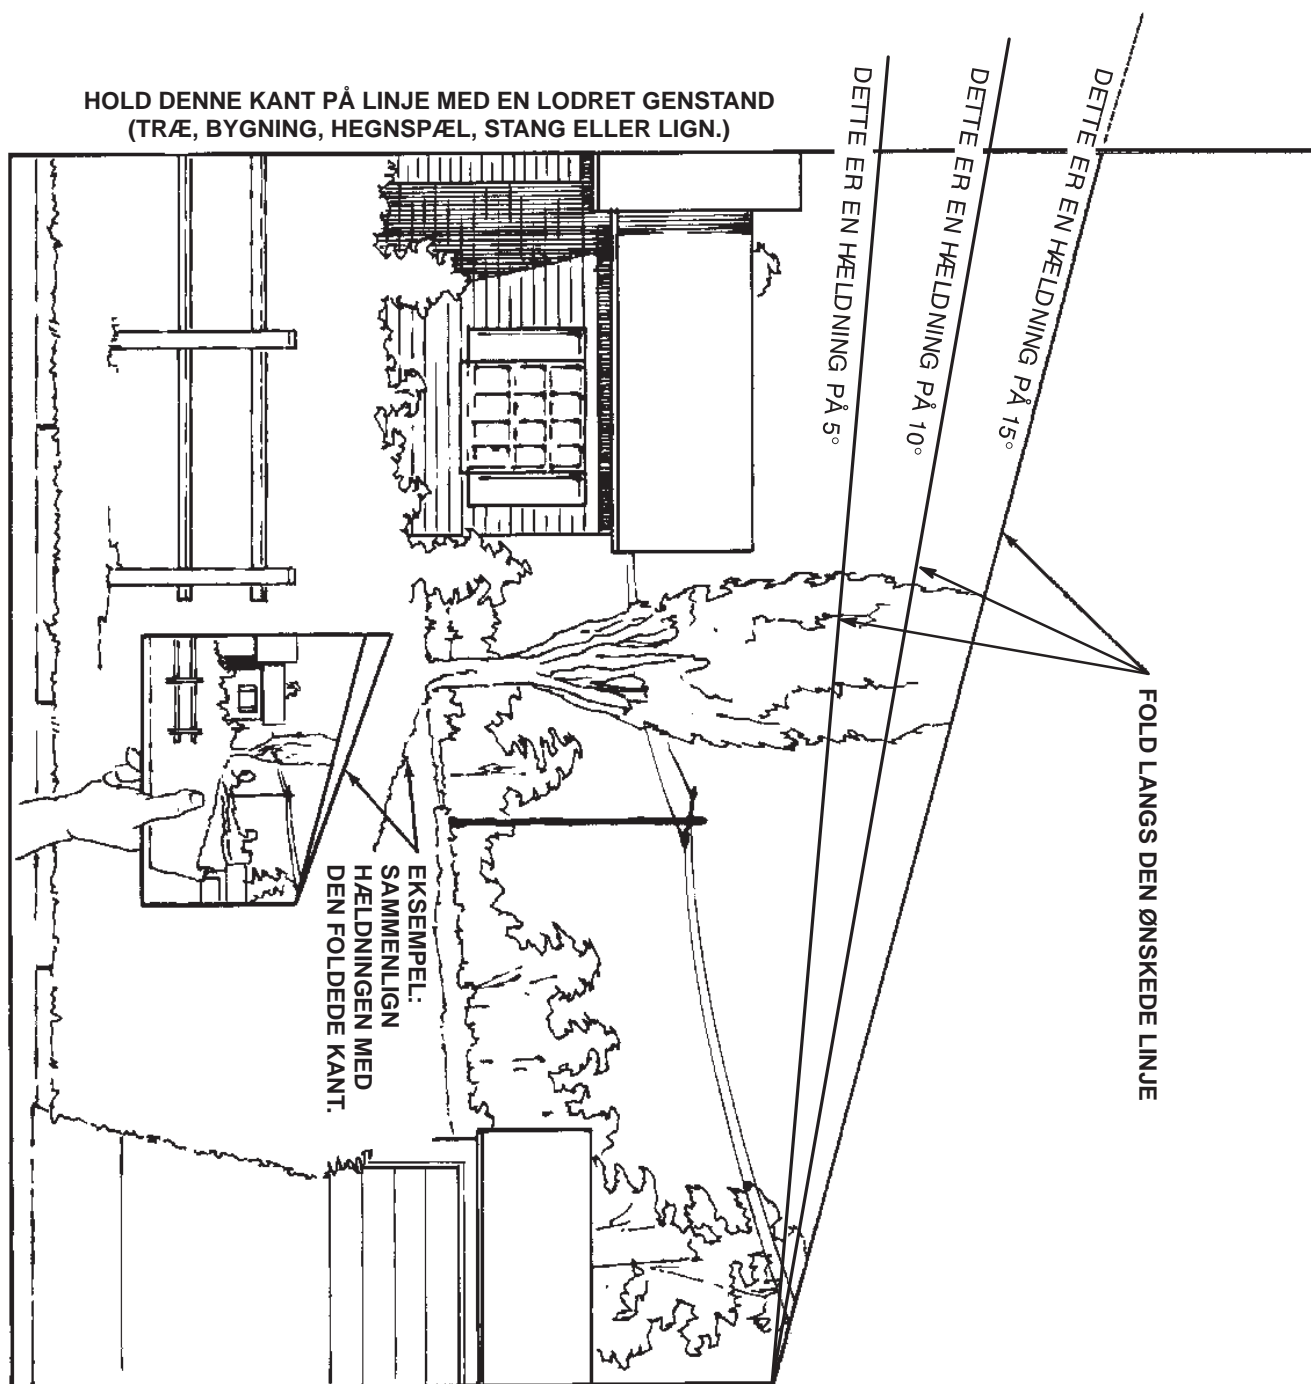 HOLD DENNE KANT PÅ LINJE MED EN LODRET GENSTAND
(TRÆ, BYGNING, HEGNSPÆL, STANG ELLER LIGN.)
DETTE ER EN HÆLDNING PÅ 5°
DETTE ER EN HÆLDNING PÅ 10°
DETTE ER EN HÆLDNING PÅ 15°
FOLD LANGS DEN ØNSKEDE LINJE
EKSEMPEL:
SAMMENLIGN
HÆLDNINGEN MED
DEN FOLDEDE KANT.